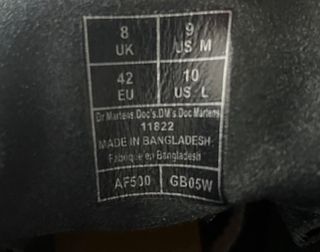 8 9
UK US M
42 10
EU US L
Dr Martens.Doc's.DM's.Doc Martens
11822
MADE IN BANGLADESH
Fabriqué en Bangladesh
AF500 GB05W